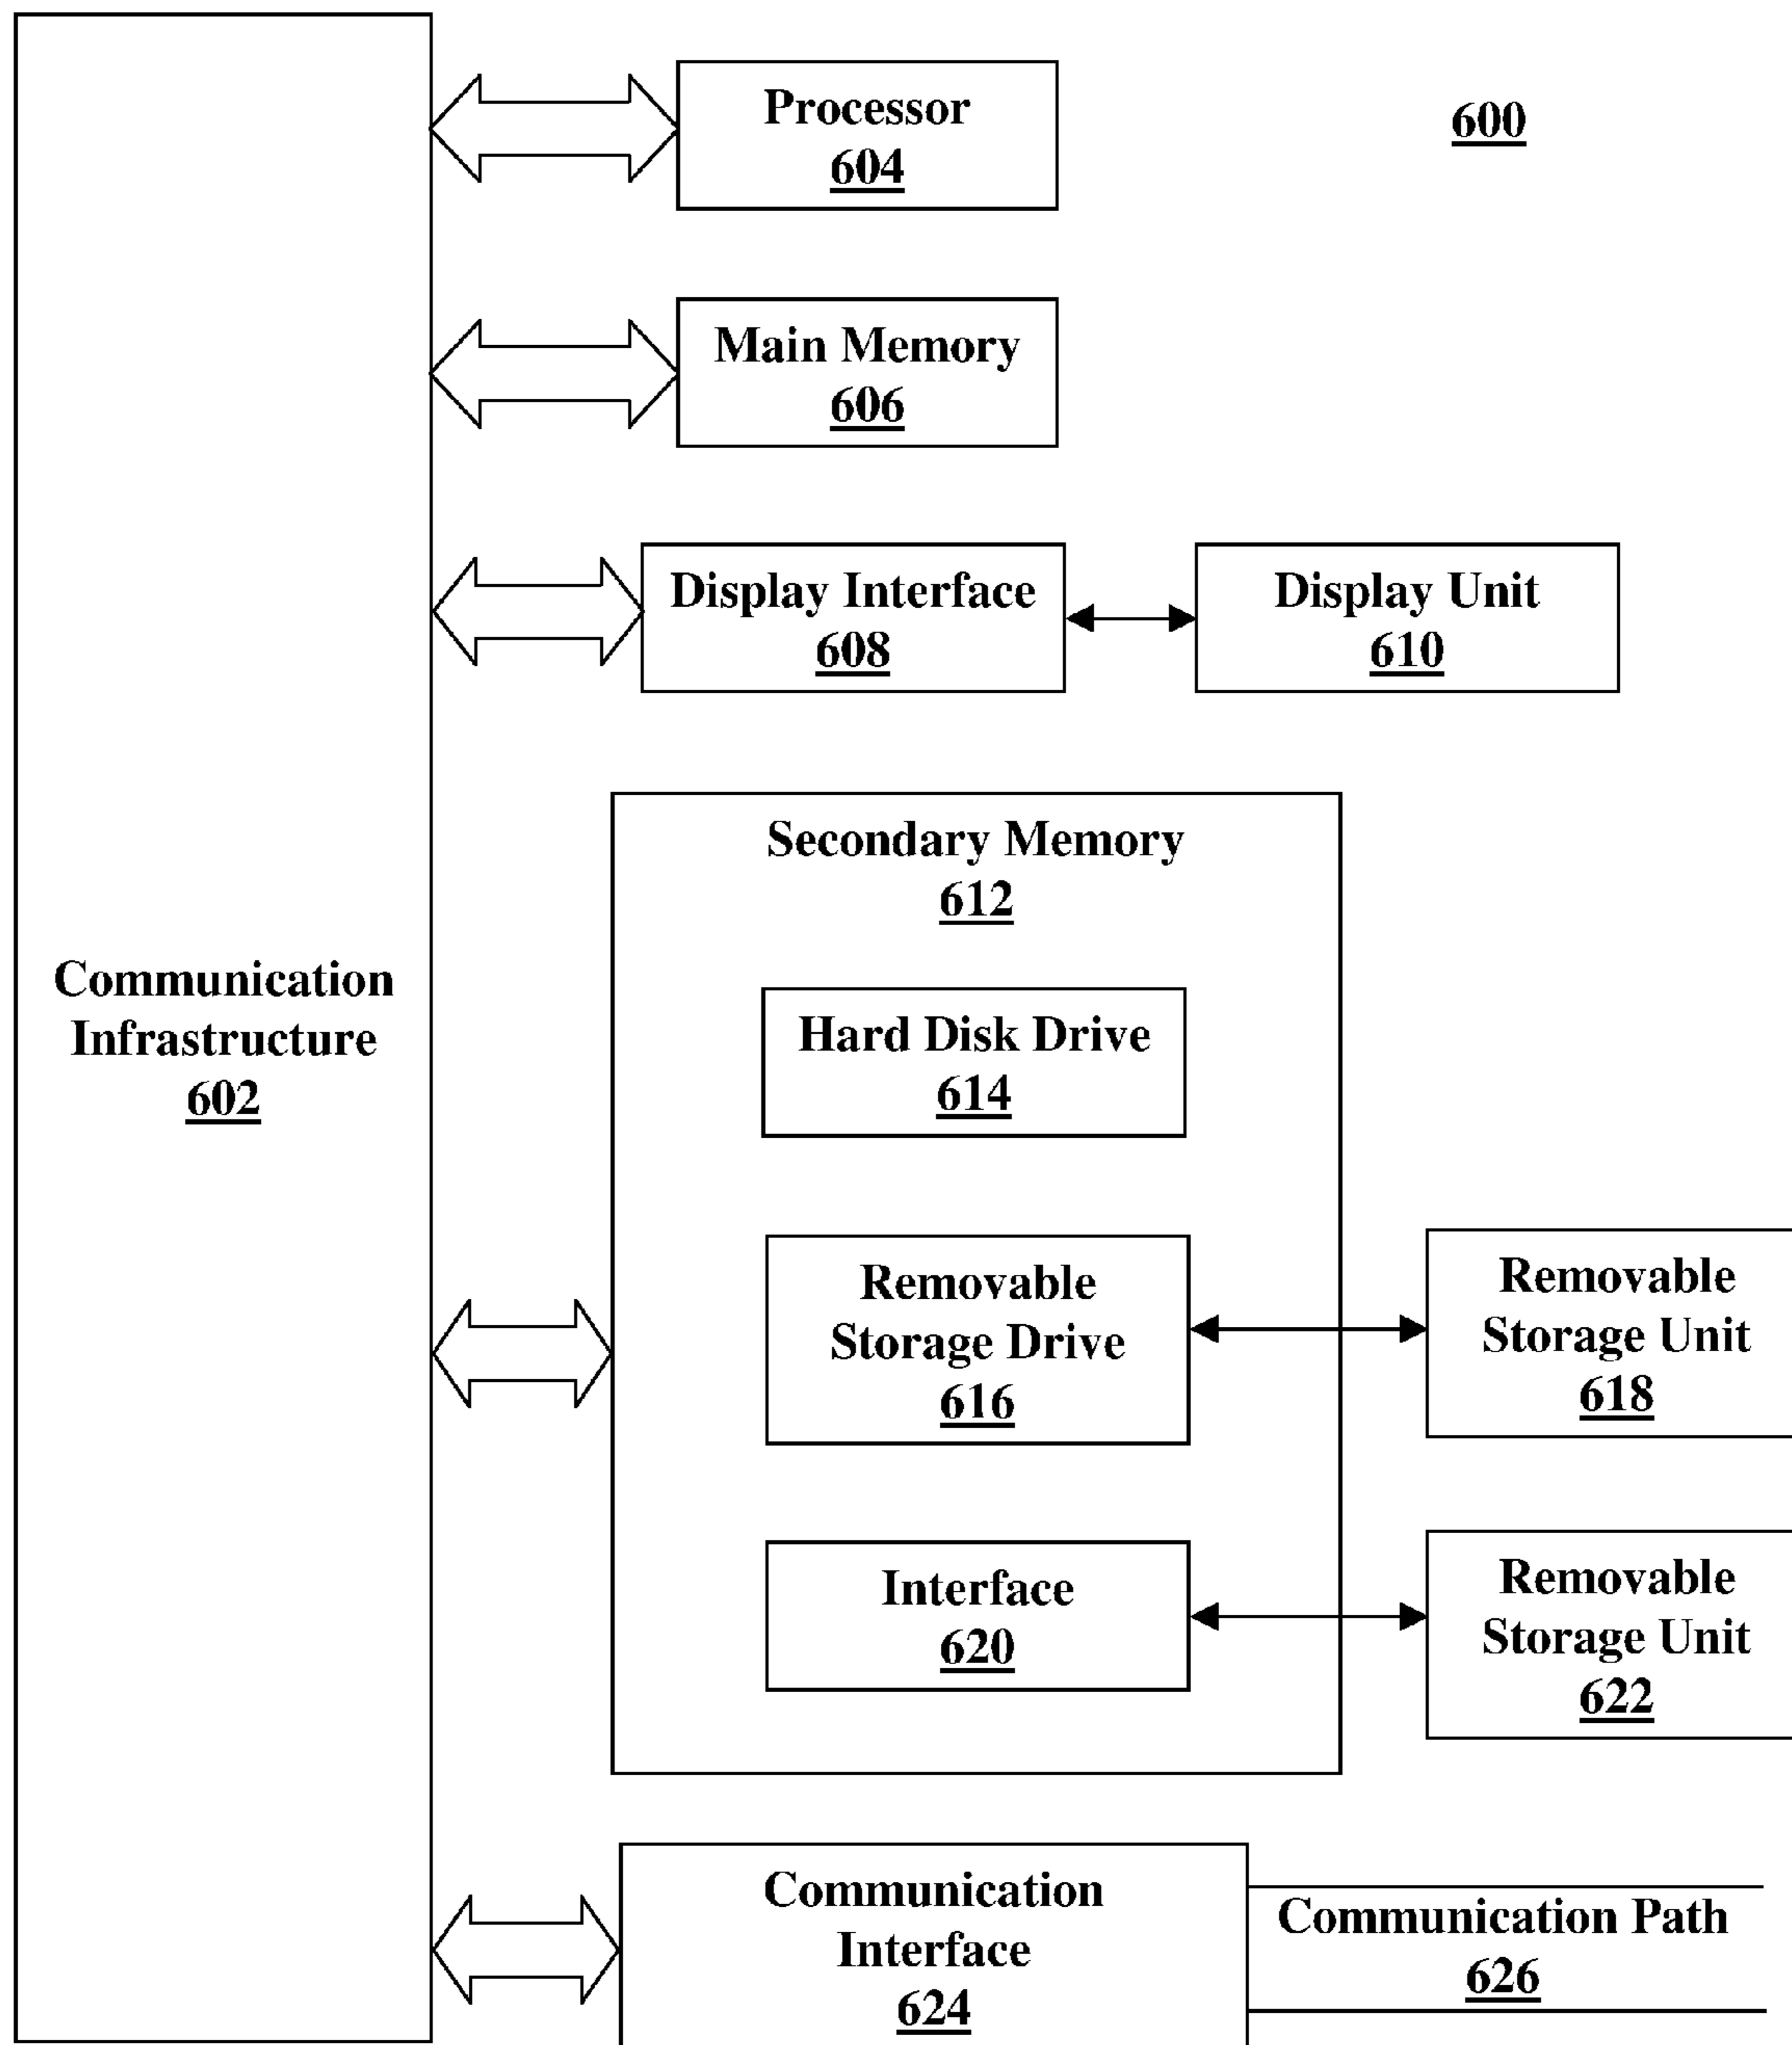 Processor
604
600
Main Memory
606
Display Interface
608
Display Unit
610
Secondary Memory
612
Communication
Infrastructure
602
Hard Disk Drive
614
Removable
Storage Drive
616
Removable
Storage Unit
618
Interface
620
Removable
Storage Unit
622
Communication
Interface
624
Communication Path
626